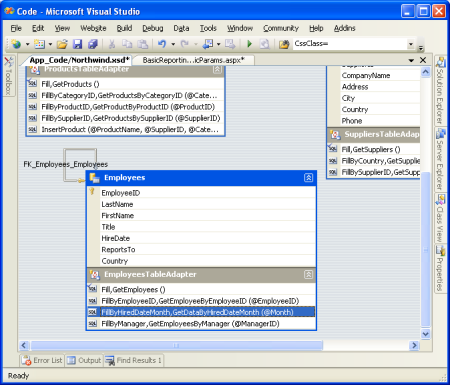 Code - Microsoft Visual Studio
File Edit View Website Build Debug Data Tools Window Community Help Addins
CssClass=
App_Code/Northwind.xsd* BasicReporting...icParams.aspx*
Toolbox
ProductsTableAdapter
Fill,GetProducts ()
FillByCategoryID,GetProductsByCategoryID (@Cate...
FillByProductID,GetProductByProductID (@ProductID)
FillBySupplierID,GetProductsBySupplierID (@SupplierID)
InsertProduct (@ProductName, @SupplierID, @Cate...
CompanyName
Address
City
Country
Phone
SuppliersTableAdap
Fill,GetSuppliers ()
FillByCountry,GetSupplier
FillBySupplierID,GetSupp
Solution Explorer
Server Explorer
Class View
Properties
FK_Employees_Employees
Employees
EmployeeID
LastName
FirstName
Title
HireDate
ReportsTo
Country
EmployeesTableAdapter
Fill,GetEmployees ()
FillByEmployeeID,GetEmployeeByEmployeeID (@EmployeeID)
FillByHiredDateMonth,GetDataByHiredDateMonth (@Month)
FillByManager,GetEmployeesByManager (@ManagerID)
Error List Output Find Results 1
Ready